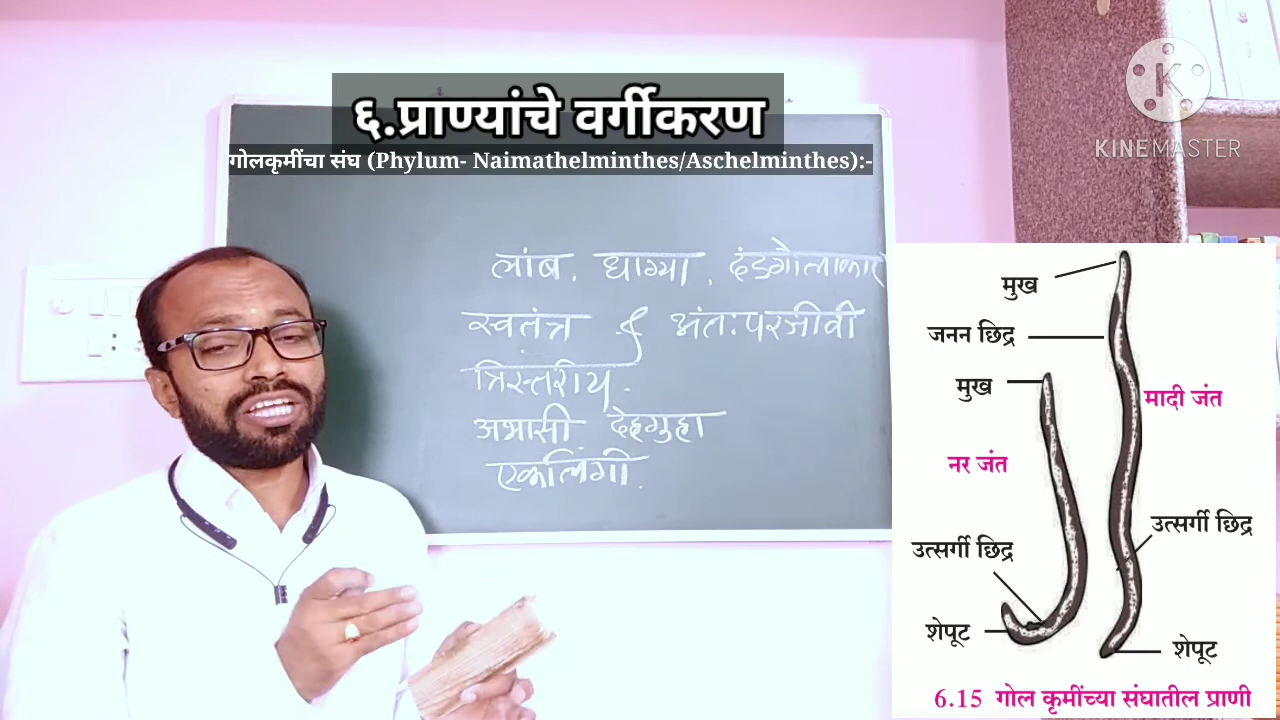 ६.प्राण्यांचे वर्गीकरण
गोलकृमींचा संघ (Phylum- Naimathelminthes/Aschelminthes):-
KINEMASTER
लांब. धाग्या. दंडगोलाकार
स्वतंत्र & अंतःपरजीवी
त्रिस्तरीय.
अभासी देहगुहा
एकलिंगी.
मुख
जनन छिद्र
मुख
मादी जंत
नर जंत
उत्सर्गी छिद्र
उत्सर्गी छिद्र
शेपूट
शेपूट
6.15 गोल कृमींच्या संघातील प्राणी